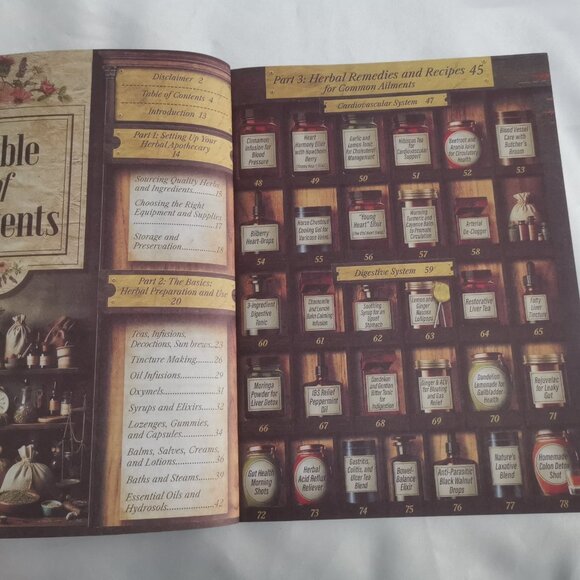 ble
of
ents
Disclaimer 2
Table of Contents 4
Introduction 13
Part 1: Setting Up Your
Herbal Apothecary
14
Sourcing Quality Herbs
and Ingredients.....15
Choosing the Right
Equipment and Supplies
17
Storage and
Preservation.....18
Part 2: The Basics:
Herbal Preparation and Use
20
Teas, Infusions,
Decoctions, Sun brews..23
Tincture Making......26
Oil Infusions......29
Oxymels......31
Syrups and Elixirs.....32
Lozenges, Gummies,
and Capsules......34
Balms, Salves, Creams,
and Lotions......36
Baths and Steams.....39
Essential Oils and
Hydrosols......42
Part 3: Herbal Remedies and Recipes 45
for Common Ailments
Cardiovascular System 47
Cinnamon
Infusion for
Blood
Pressure
48
Heart
Harmony Elixir
with Hawthorn
Berry
49
Garlic and
Lemon Tonic
for Cholesterol
Management
50
Hibiscus Tea for
Cardiovascular
Support
51
Beetroot and
Aronia Juice for
Circulatory
Health
52
Blood Vessel
Care with
Butcher's
Broom
53
Bilberry
Heart-Drops
54
Horse Chestnut
Cooling Gel for
Varicose Veins
55
"Young
Heart" Elixir
56
Warming
Turmeric and
Cayenne Balm
to Promote
Circulation
57
Arterial
De-Clogger
58
Digestive System 59
3-Ingredient
Digestive
Tonic
60
Chamomile
and Lemon
Balm Calming
Infusion
61
Soothing
Syrup for an
Upset
Stomach
62
Lemon and
Ginger
Nausea
Lollipops
63
Restorative
Liver Tea
64
Fatty
Liver
Tincture
65
Moringa
Powder for
Liver Detox
66
IBS Relief
Peppermint
Oil
67
Dandelion and
Gentian
Bitter Tonic
for Indigestion
68
Ginger & ACV
for Bloating
and Gas
Relief
69
Dandelion
Lemonade for
Gallbladder
Health
70
Rejuvelac for
Leaky Gut
71
Gut Health
Morning
Shots
72
Herbal
Acid Reflux
Reliever
73
Gastritis,
Colitis, and
Ulcer Tea
Blend
74
Bowel-
Balance
Elixir
75
Anti-Parasitic
Black Walnut
Drops
76
Nature's
Laxative Blend
77
Homemade
Colon Detox
Shot
78